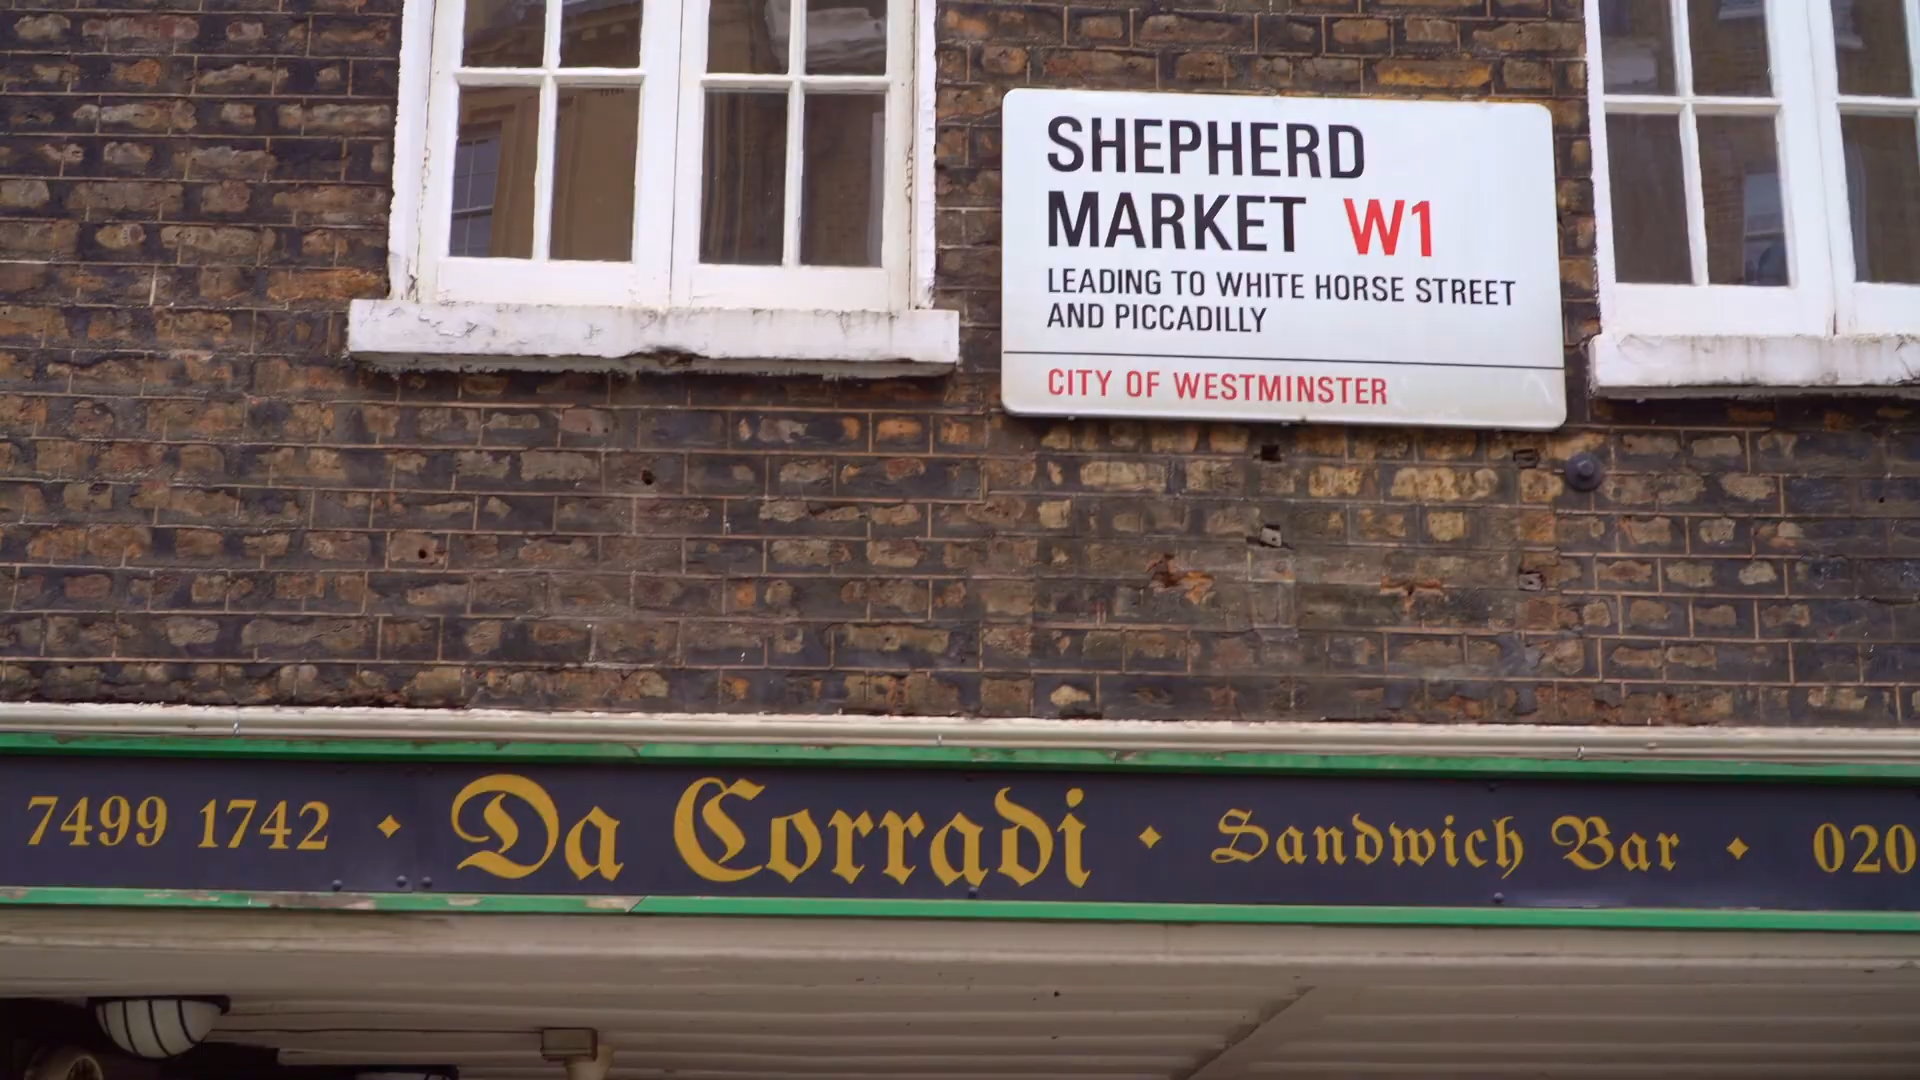 SHEPHERD
MARKET W1
LEADING TO WHITE HORSE STREET
AND PICCADILLY
CITY OF WESTMINSTER
7499 1742 • Da Corradi • Sandwich Bar • 020